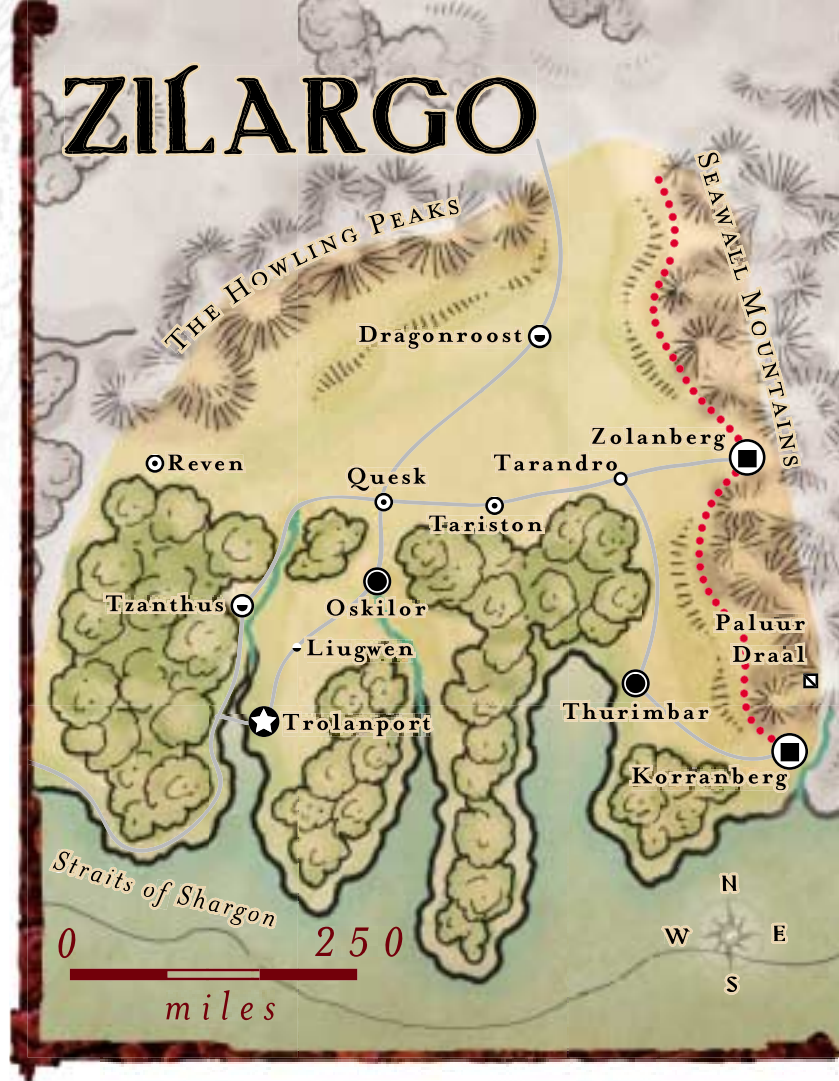 ZILARGO
SEAWALL MOUNTAINS
THE HOWLING PEAKS
Dragonroost
Zolanberg
Reven
Tarandro
Quesk
Tariston
Tzanthus
Oskilor
Paluur
Draal
Liugwen
Thurimbar
Trolanport
Korranberg
Straits of Shargon
N
W E
S
0 250
miles